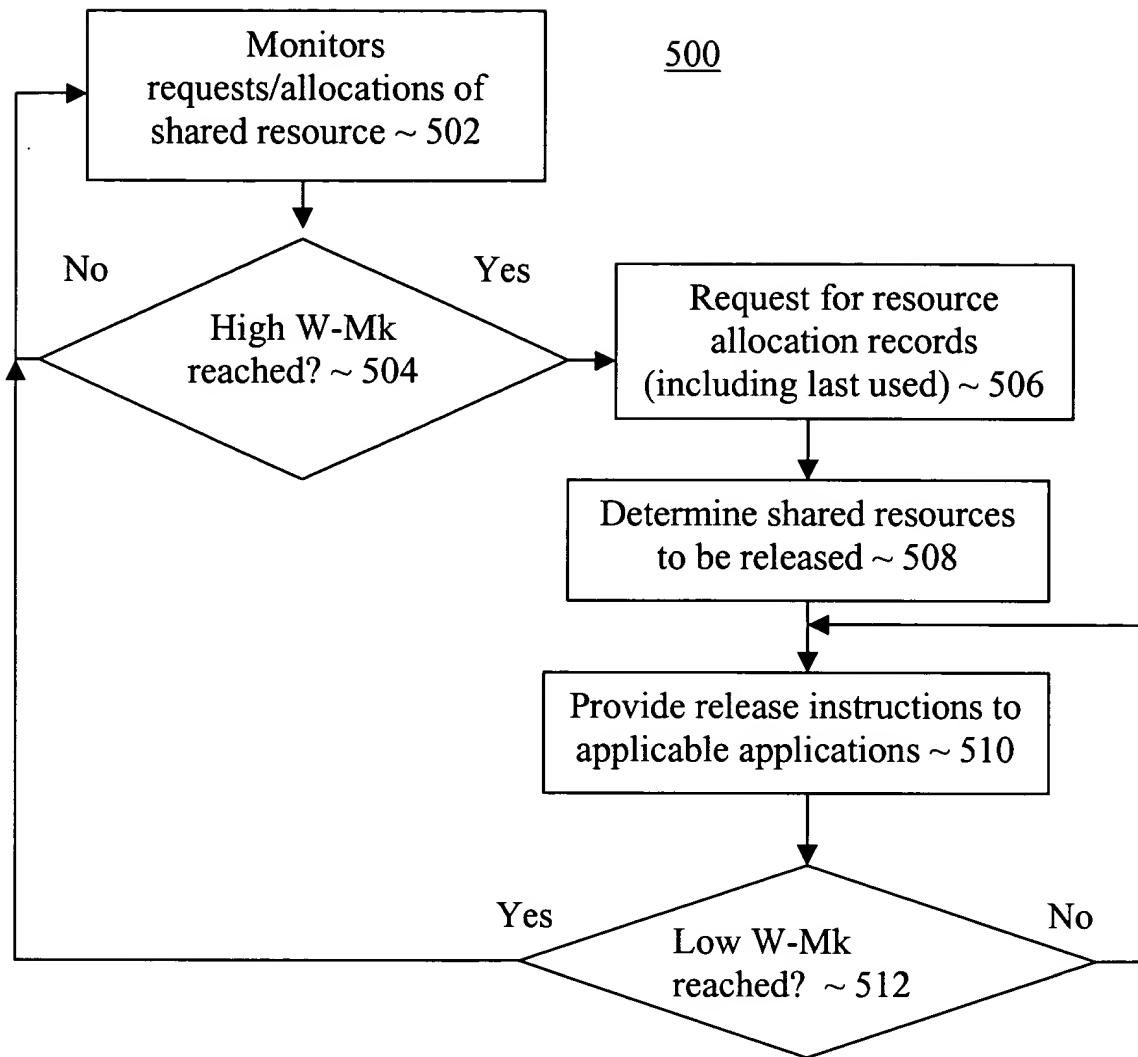 Monitors
requests/allocations of
shared resource ~ 502
500
No
Yes
High W-Mk
reached? ~ 504
Request for resource
allocation records
(including last used) ~ 506
Determine shared resources
to be released ~ 508
Provide release instructions to
applicable applications ~ 510
Yes
No
Low W-Mk
reached? ~ 512